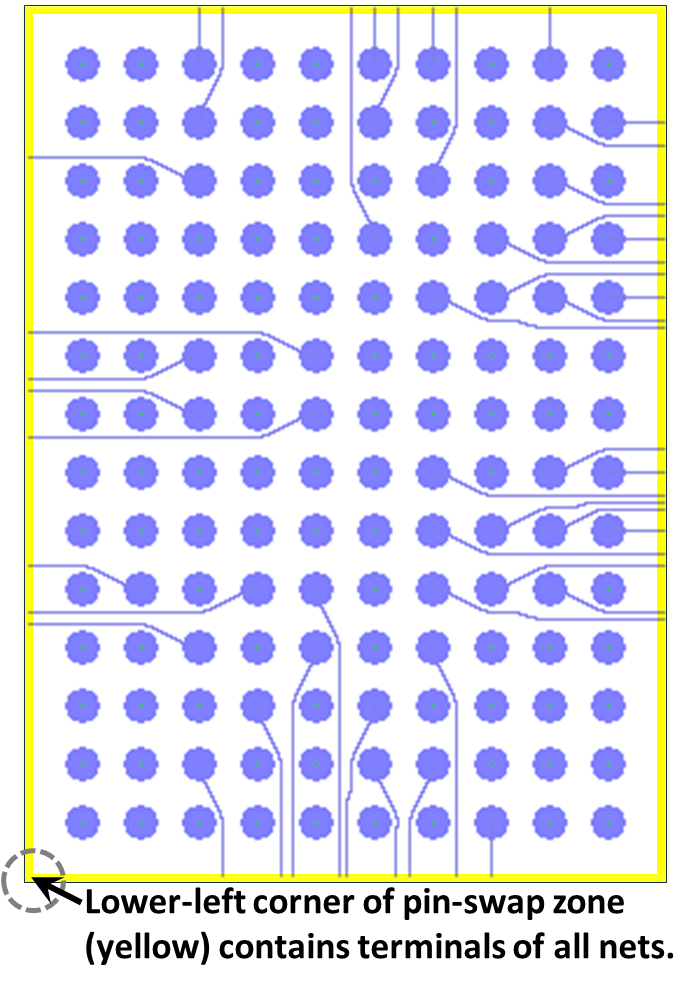 Lower-left corner of pin-swap zone
(yellow) contains terminals of all nets.